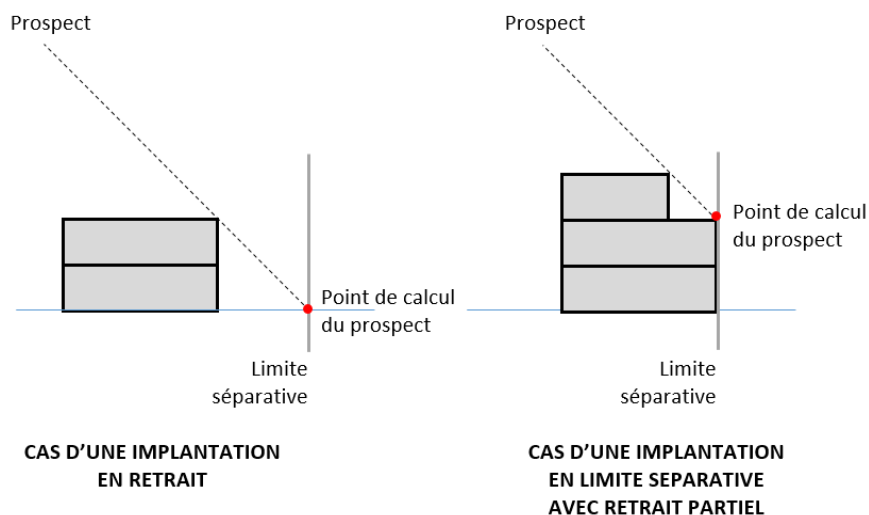 Prospect
Point de calcul
du prospect
Limite
séparative
CAS D'UNE IMPLANTATION
EN RETRAIT
Prospect
Point de calcul
du prospect
Limite
séparative
CAS D'UNE IMPLANTATION
EN LIMITE SEPARATIVE
AVEC RETRAIT PARTIEL